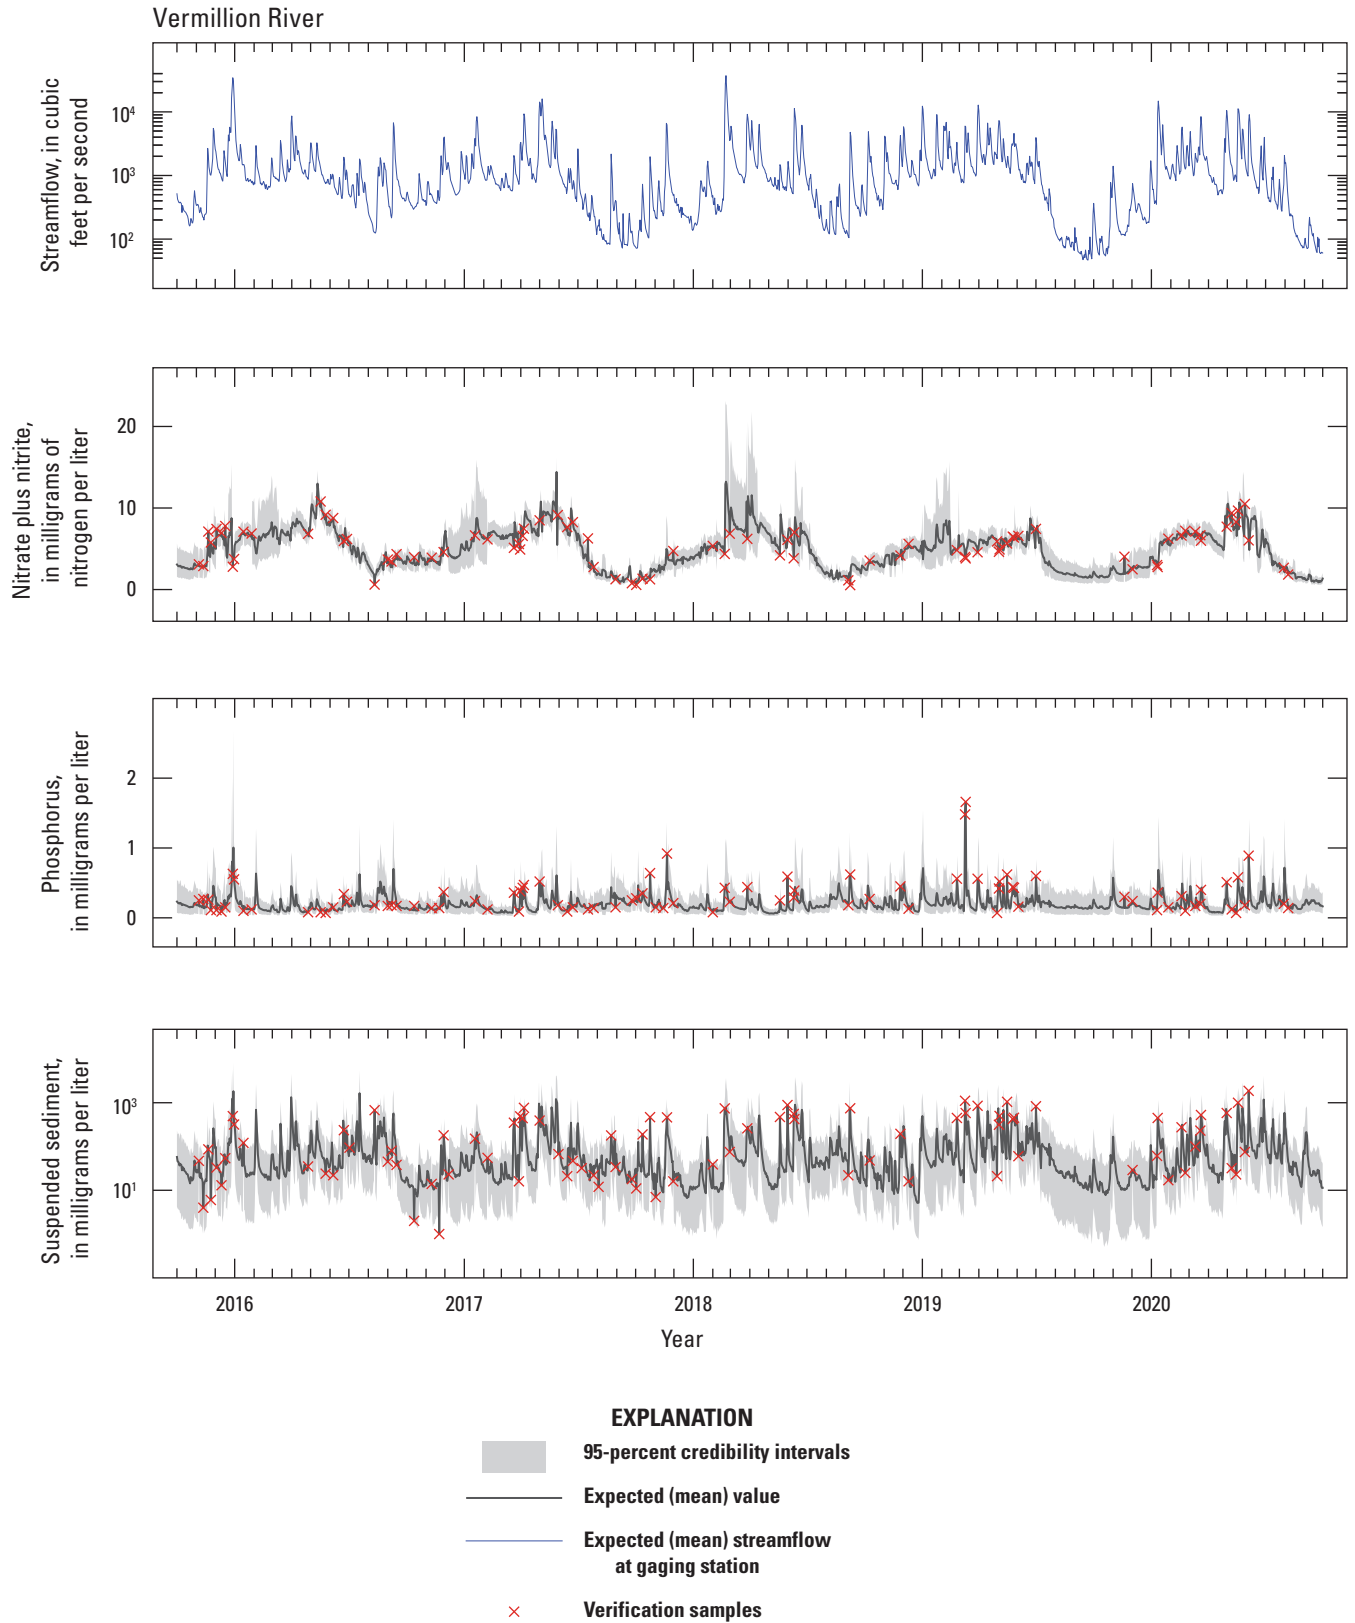 Vermillion River
Streamflow, in cubic
feet per second
10⁴
10³
10²
Nitrate plus nitrite,
in milligrams of
nitrogen per liter
20
10
0
Phosphorus,
in milligrams per liter
2
1
0
Suspended sediment,
in milligrams per liter
10³
10¹
2016 2017 2018 2019 2020
Year
EXPLANATION
95-percent credibility intervals
Expected (mean) value
Expected (mean) streamflow
at gaging station
Verification samples